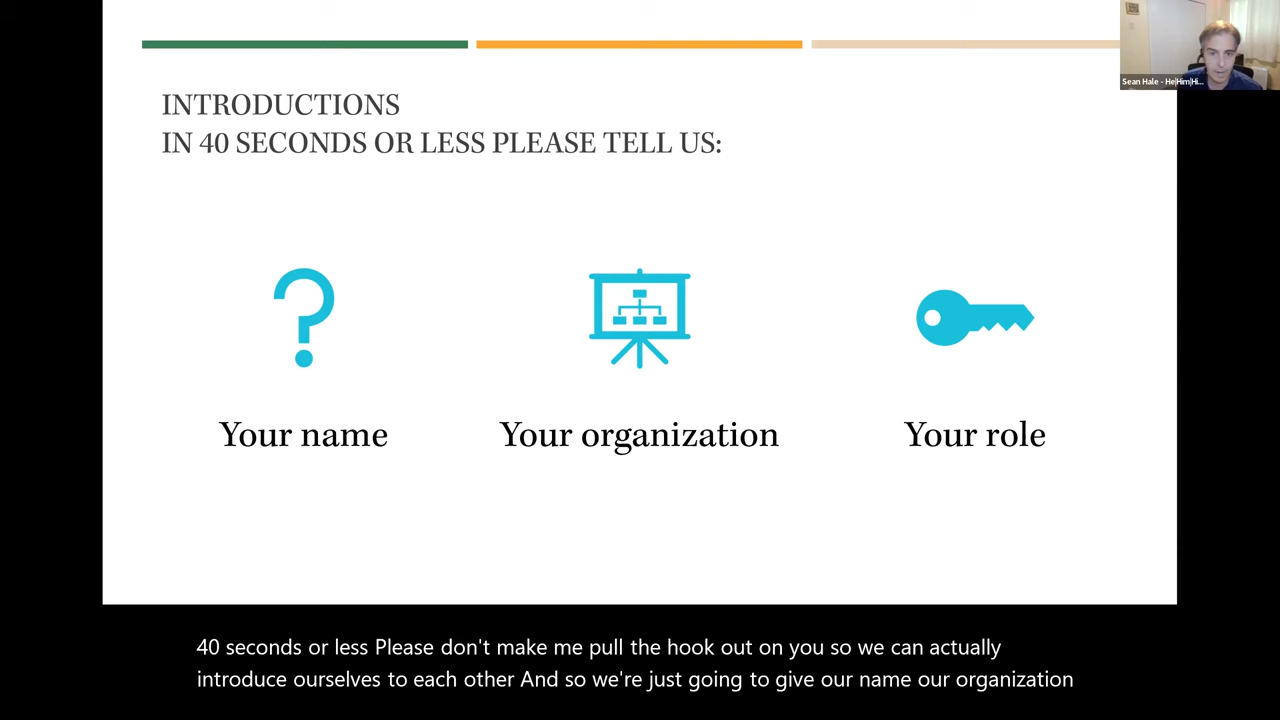 Sean Hale - He|Him|Hi...
INTRODUCTIONS
IN 40 SECONDS OR LESS PLEASE TELL US:
Your name
Your organization
Your role
40 seconds or less Please don't make me pull the hook out on you so we can actually
introduce ourselves to each other And so we're just going to give our name our organization